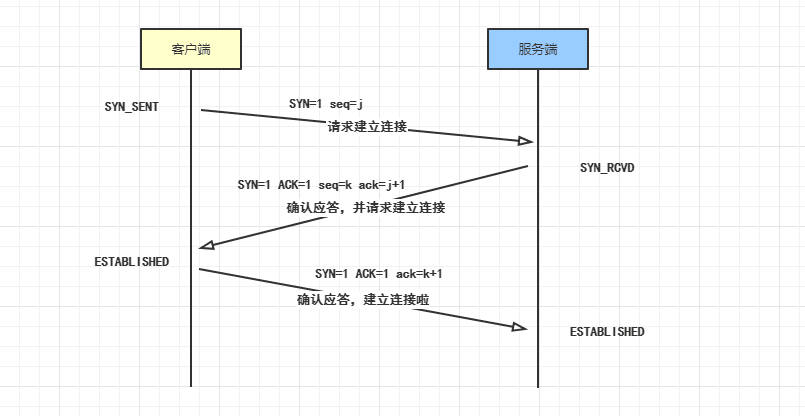 客户端
服务端
SYN_SENT
SYN=1 seq=j
请求建立连接
SYN_RCVD
SYN=1 ACK=1 seq=k ack=j+1
确认应答，并请求建立连接
ESTABLISHED
SYN=1 ACK=1 ack=k+1
确认应答，建立连接啦
ESTABLISHED